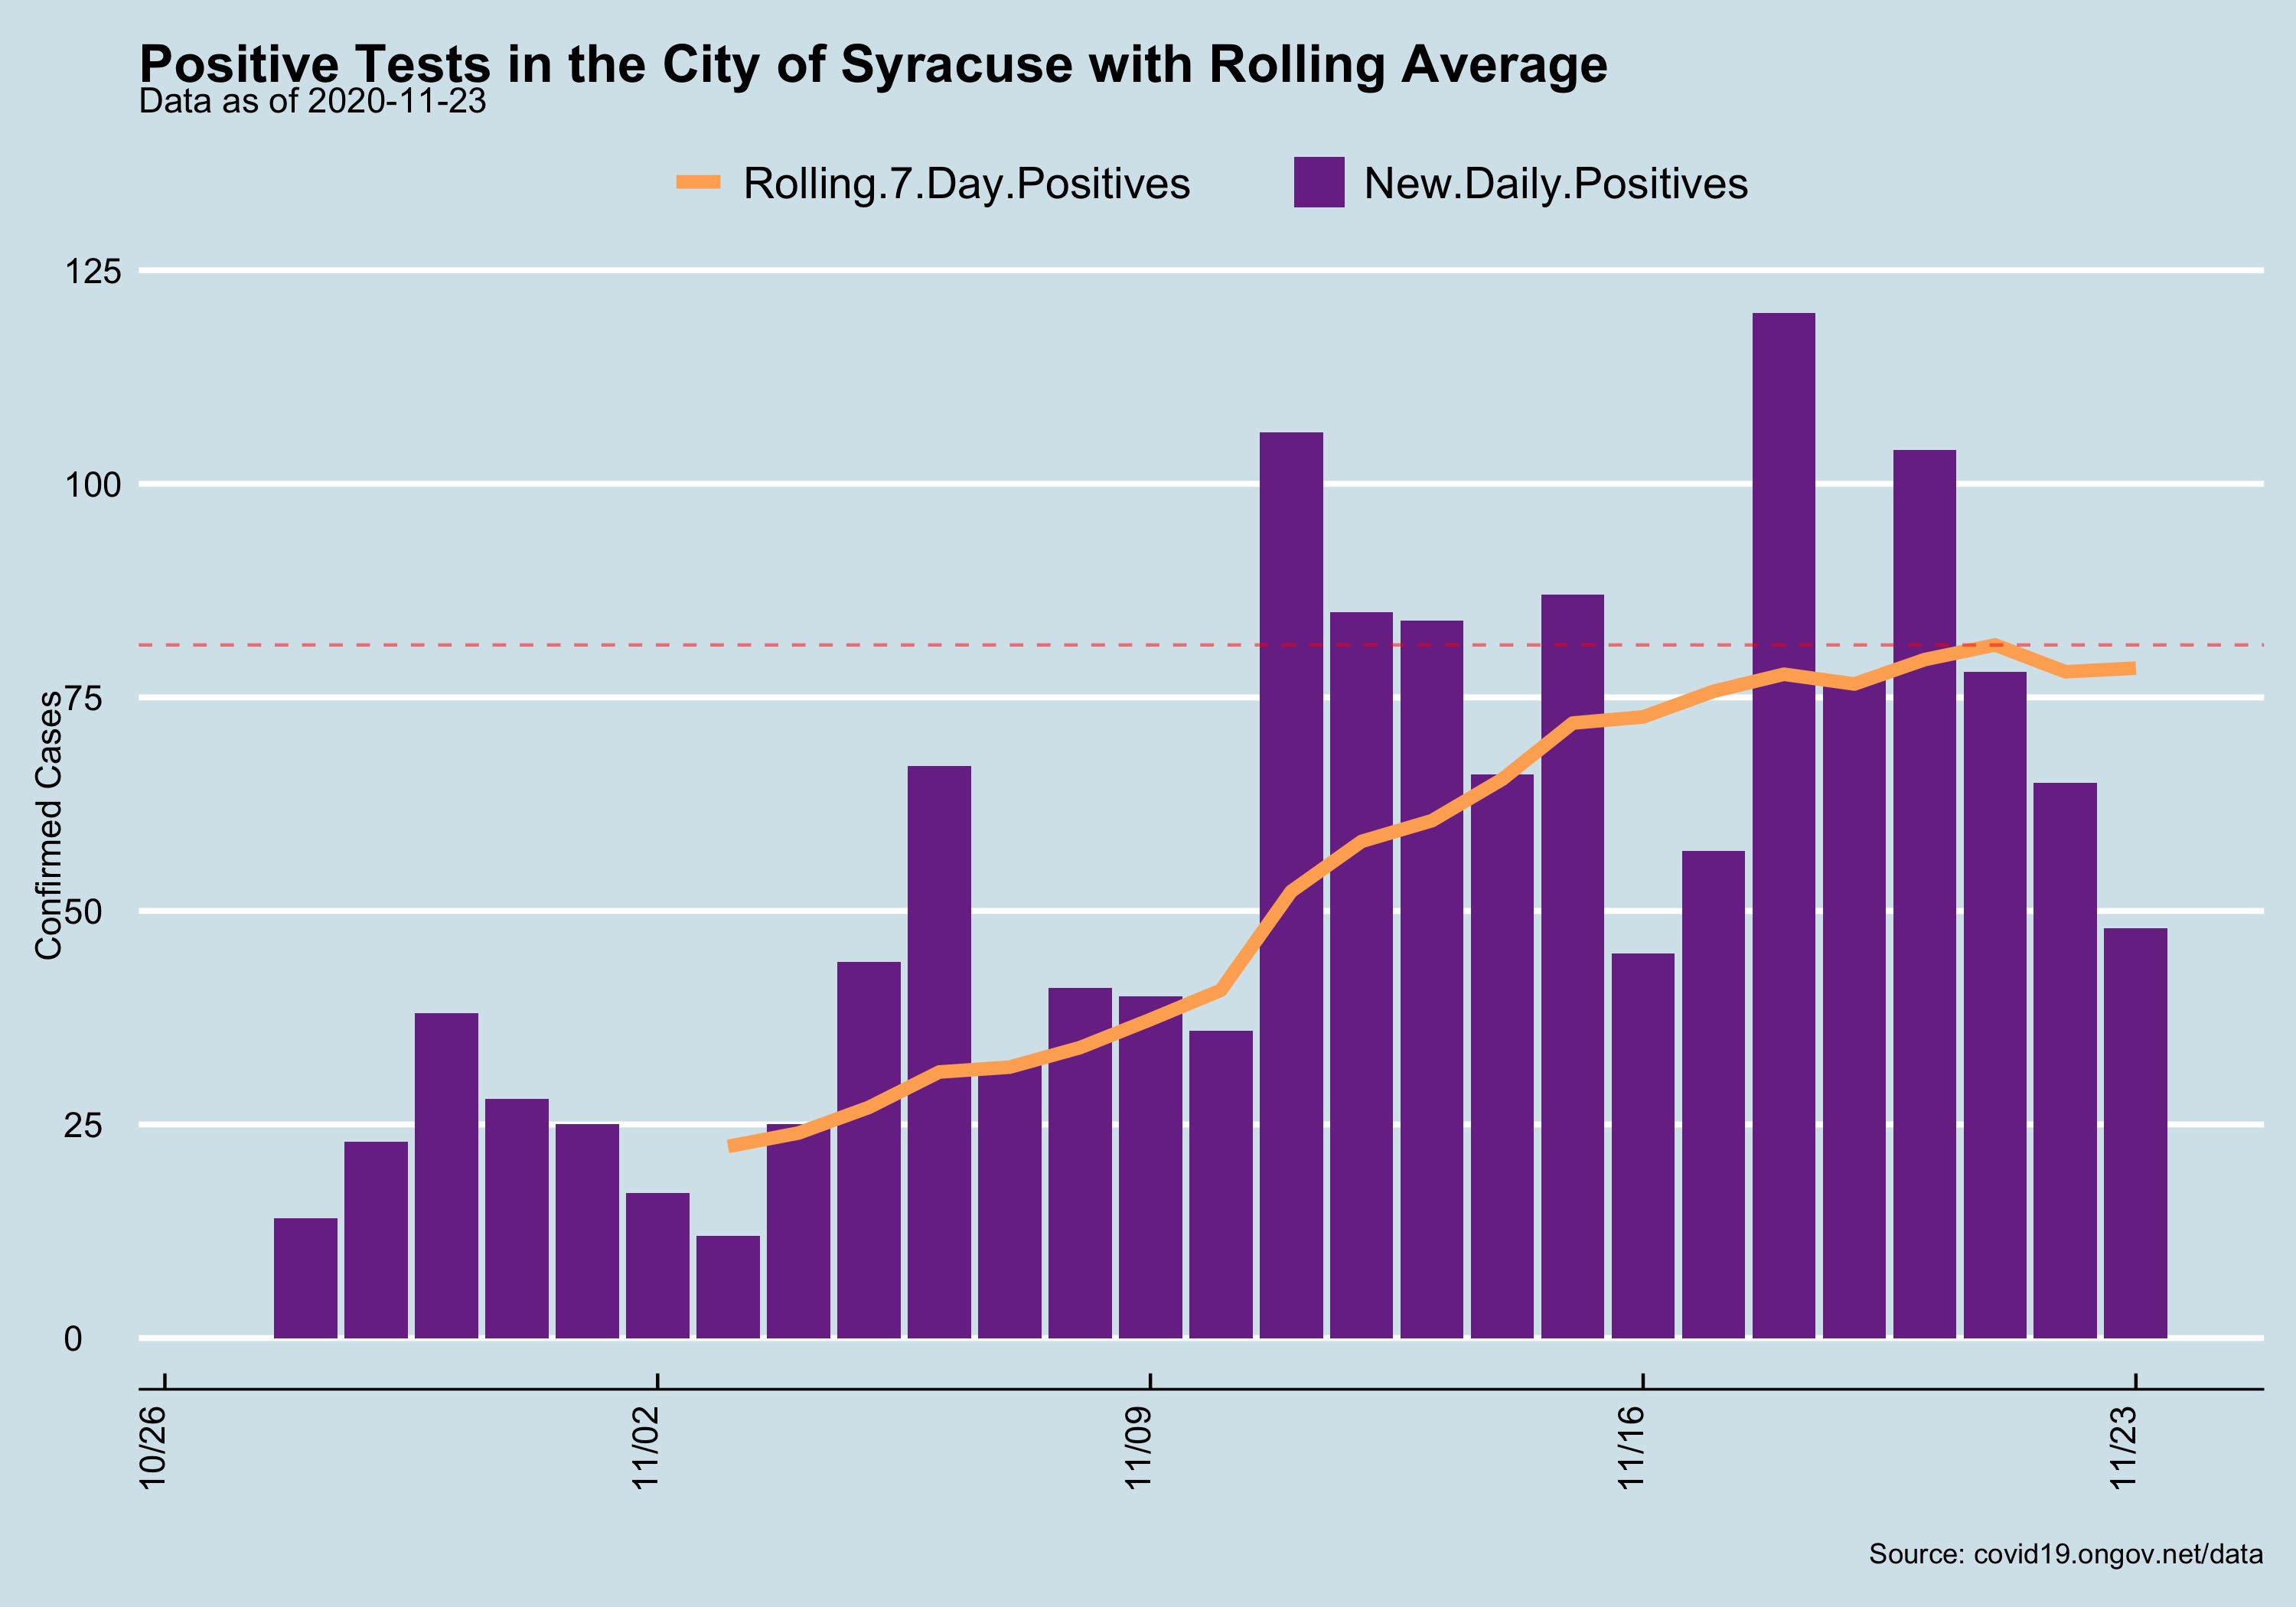 Positive Tests in the City of Syracuse with Rolling Average
Data as of 2020-11-23
Rolling.7.Day.Positives New.Daily.Positives
125
100
75
50
25
0
Confirmed Cases
10/26 11/02 11/09 11/16 11/23
Source: covid19.ongov.net/data